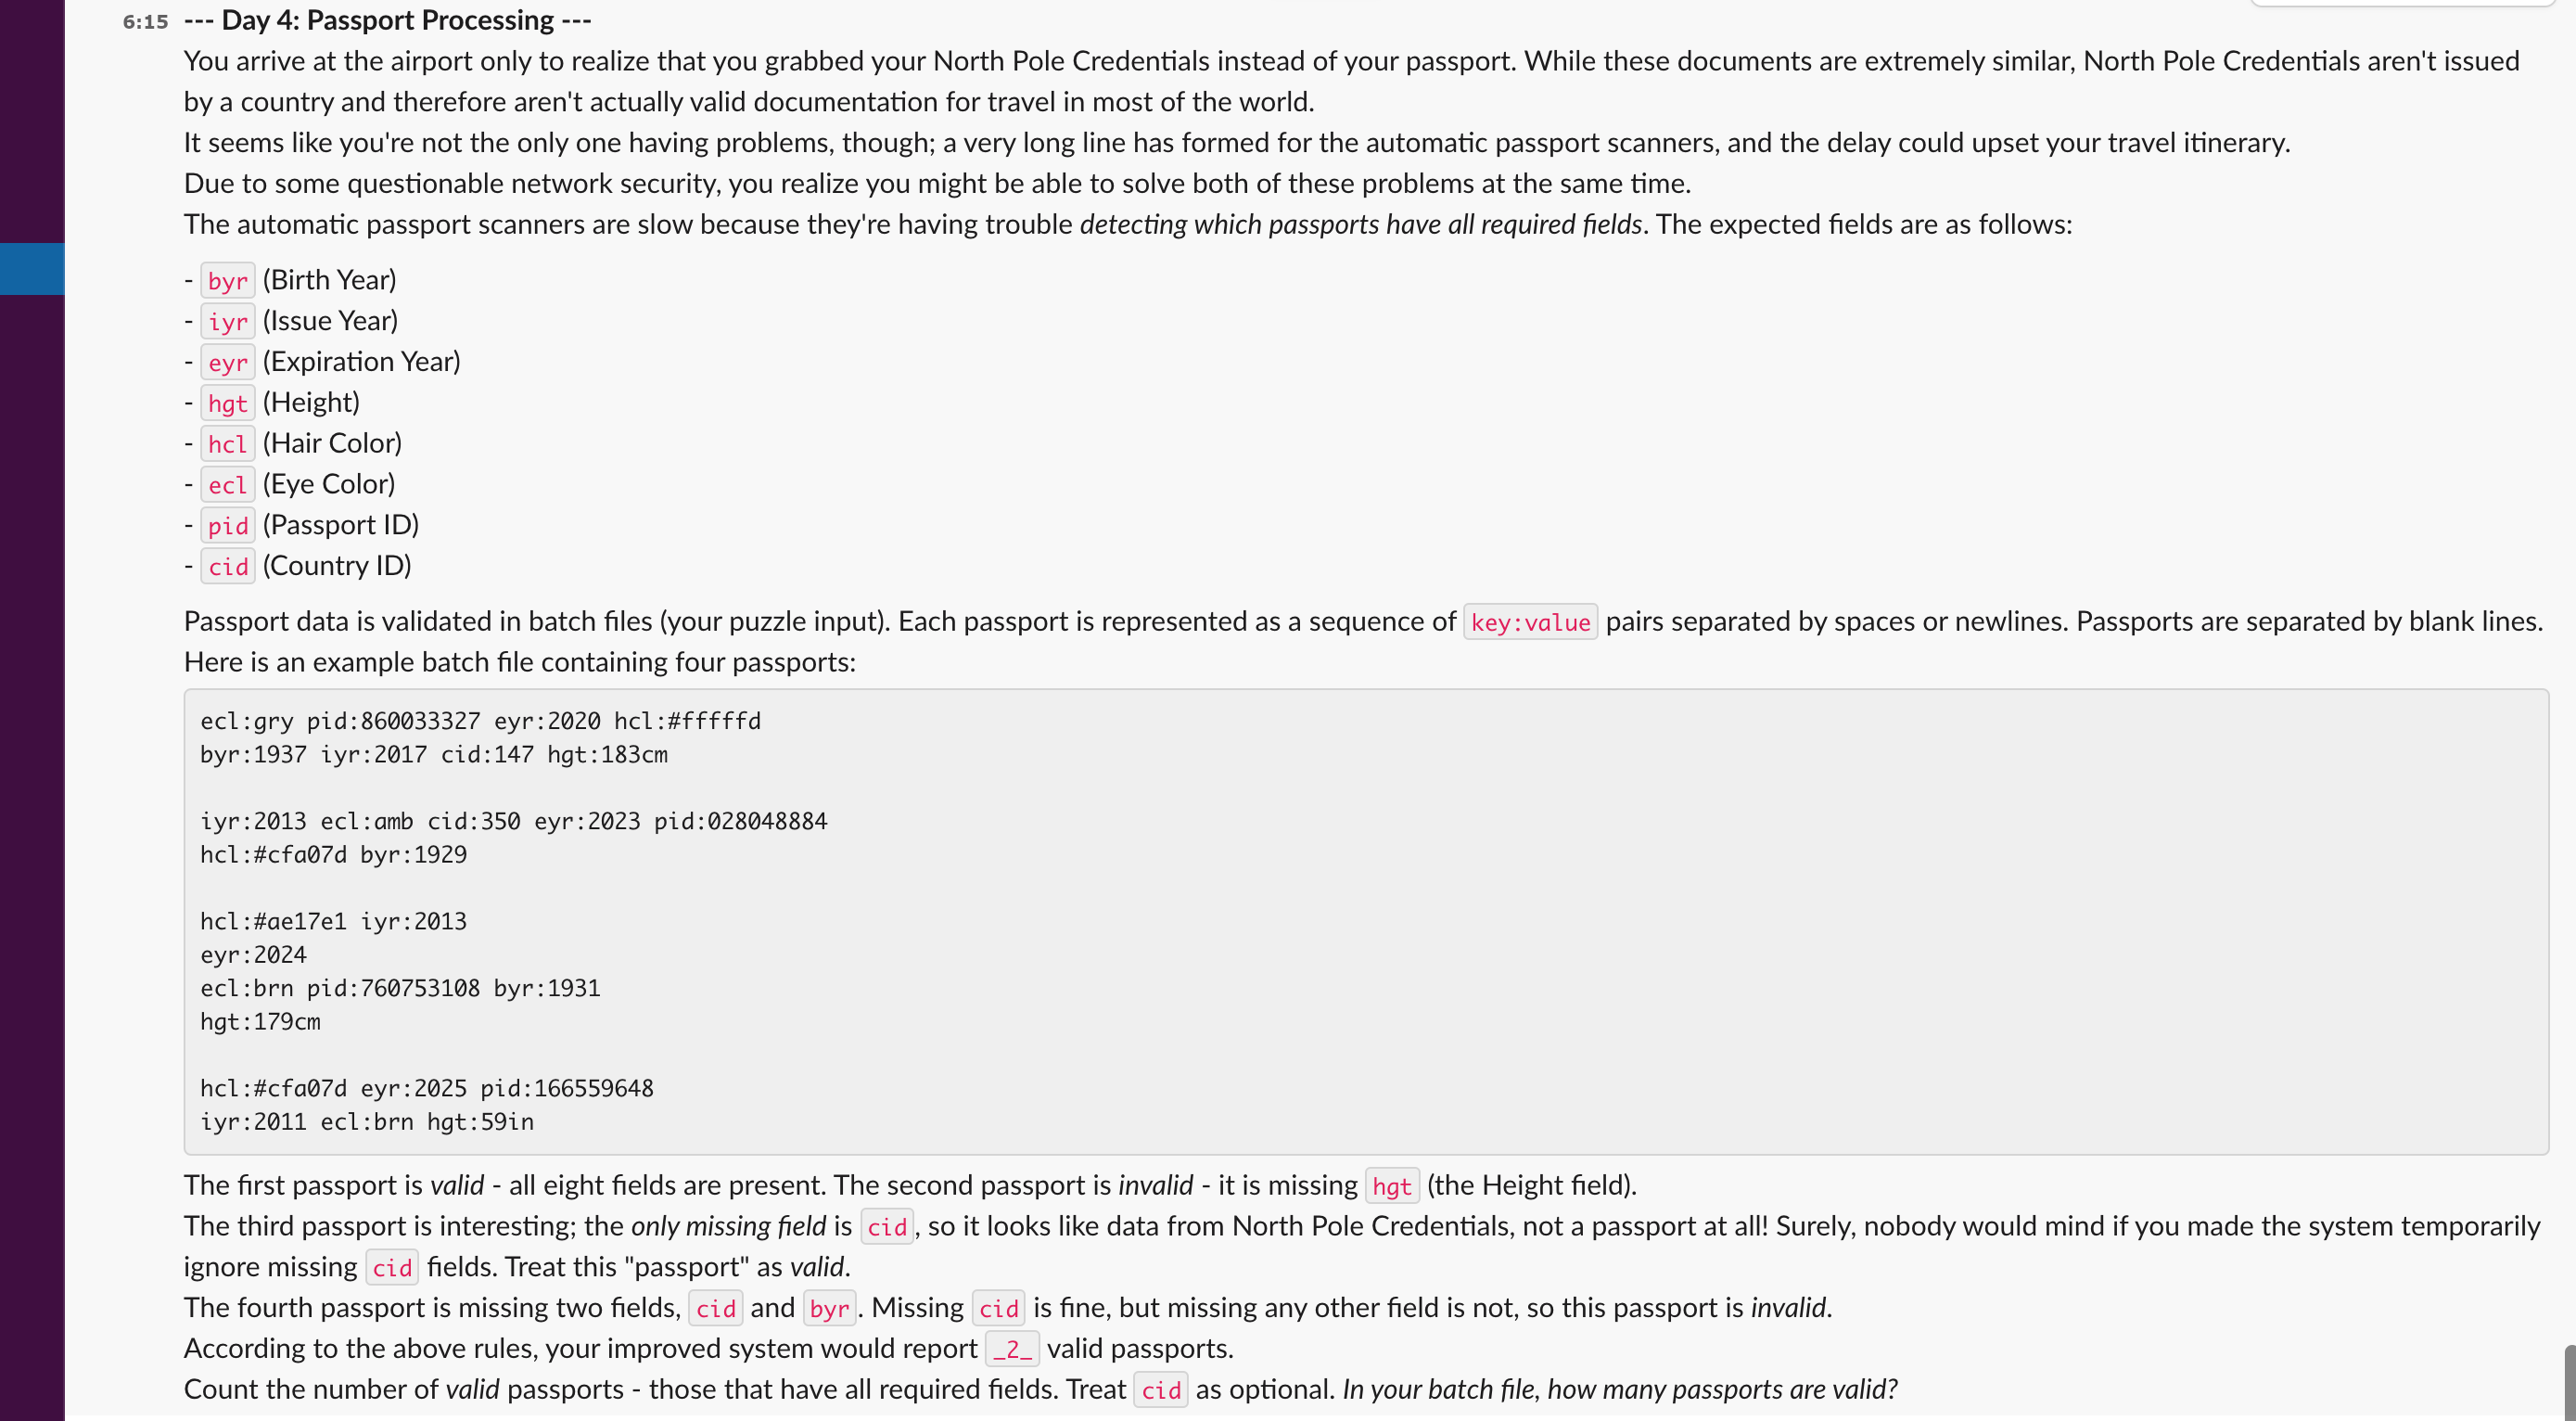 6:15 --- Day 4: Passport Processing ---
You arrive at the airport only to realize that you grabbed your North Pole Credentials instead of your passport. While these documents are extremely similar, North Pole Credentials aren't issued
by a country and therefore aren't actually valid documentation for travel in most of the world.
It seems like you're not the only one having problems, though; a very long line has formed for the automatic passport scanners, and the delay could upset your travel itinerary.
Due to some questionable network security, you realize you might be able to solve both of these problems at the same time.
The automatic passport scanners are slow because they're having trouble detecting which passports have all required fields. The expected fields are as follows:
- byr (Birth Year)
- iyr (Issue Year)
- eyr (Expiration Year)
- hgt (Height)
- hcl (Hair Color)
- ecl (Eye Color)
- pid (Passport ID)
- cid (Country ID)
Passport data is validated in batch files (your puzzle input). Each passport is represented as a sequence of key:value pairs separated by spaces or newlines. Passports are separated by blank lines.
Here is an example batch file containing four passports:
ecl:gry pid:860033327 eyr:2020 hcl:#fffffd
byr:1937 iyr:2017 cid:147 hgt:183cm
iyr:2013 ecl:amb cid:350 eyr:2023 pid:028048884
hcl:#cfa07d byr:1929
hcl:#ae17e1 iyr:2013
eyr:2024
ecl:brn pid:760753108 byr:1931
hgt:179cm
hcl:#cfa07d eyr:2025 pid:166559648
iyr:2011 ecl:brn hgt:59in
The first passport is valid - all eight fields are present. The second passport is invalid - it is missing hgt (the Height field).
The third passport is interesting; the only missing field is cid, so it looks like data from North Pole Credentials, not a passport at all! Surely, nobody would mind if you made the system temporarily
ignore missing cid fields. Treat this "passport" as valid.
The fourth passport is missing two fields, cid and byr. Missing cid is fine, but missing any other field is not, so this passport is invalid.
According to the above rules, your improved system would report _2_ valid passports.
Count the number of valid passports - those that have all required fields. Treat cid as optional. In your batch file, how many passports are valid?